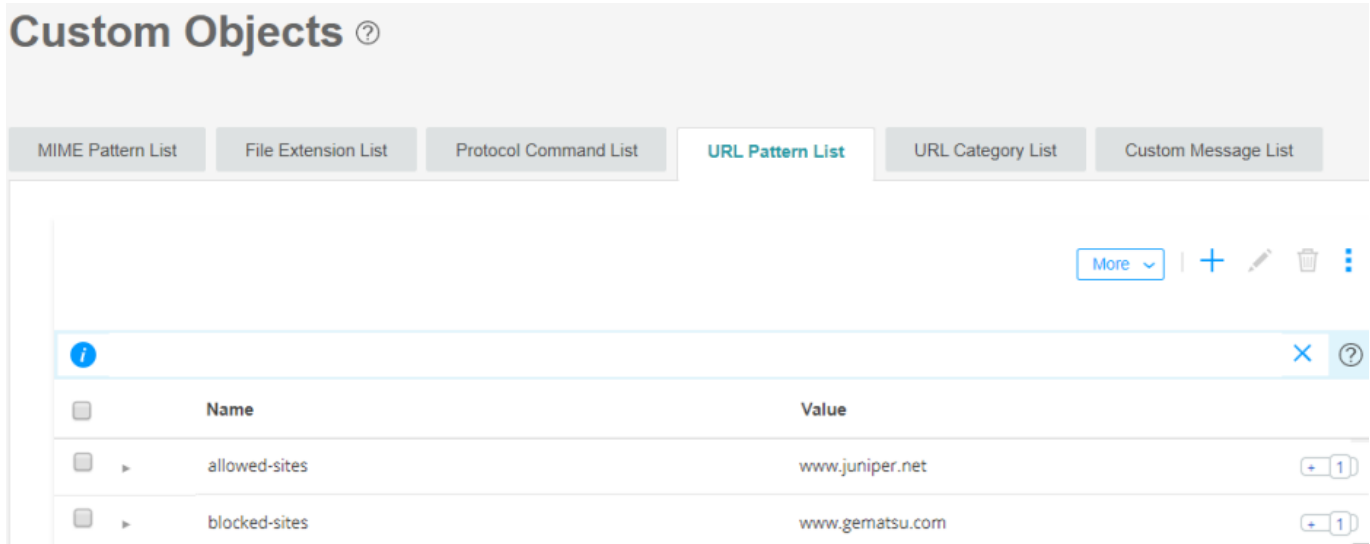 Custom Objects ?
MIME Pattern List File Extension List Protocol Command List URL Pattern List URL Category List Custom Message List
More
i ?
Name Value
allowed-sites www.juniper.net + 1
blocked-sites www.gematsu.com + 1